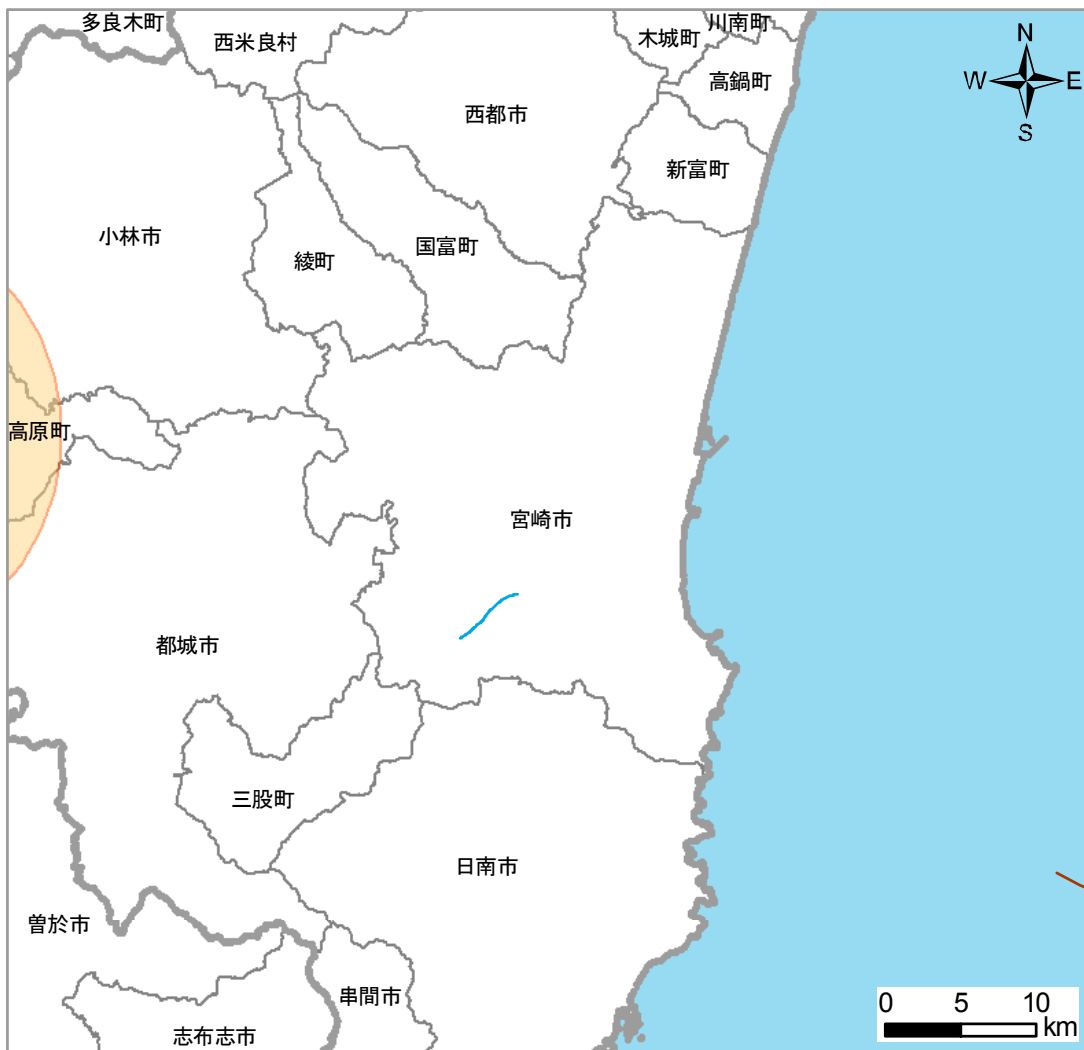 多良木町
西米良村
木城町
川南町
高鍋町
N
W
E
S
西都市
新富町
小林市
綾町
国富町
高原町
宮崎市
都城市
三股町
日南市
曽於市
串間市
志布志市
0 5 10
km